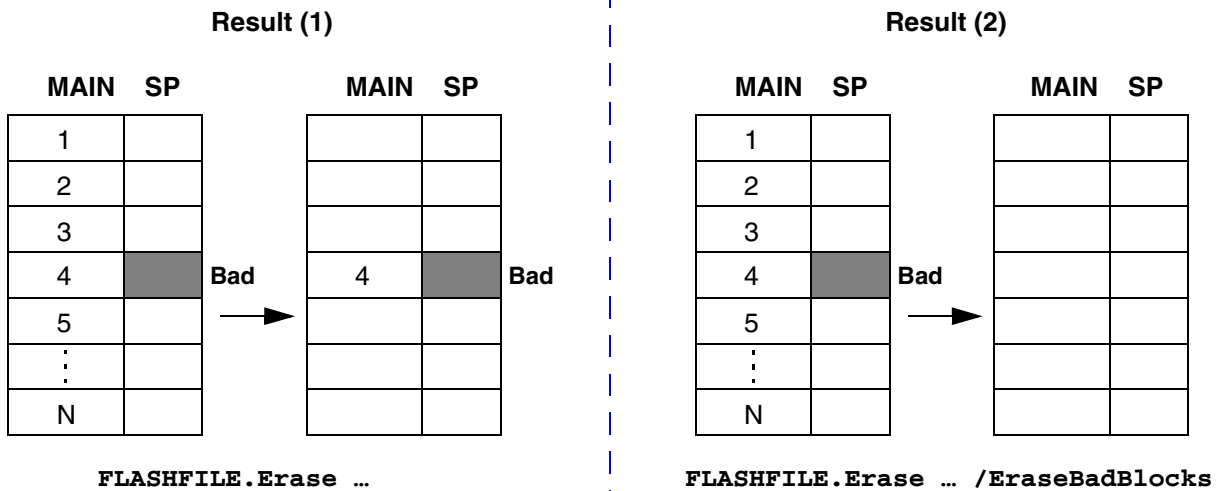 Result (1)
Result (2)
MAIN SP
MAIN SP
MAIN SP
MAIN SP
1
2
3
4 Bad
4 Bad
5
N
1
2
3
4 Bad
5
N
FLASHFILE.Erase …
FLASHFILE.Erase … /EraseBadBlocks